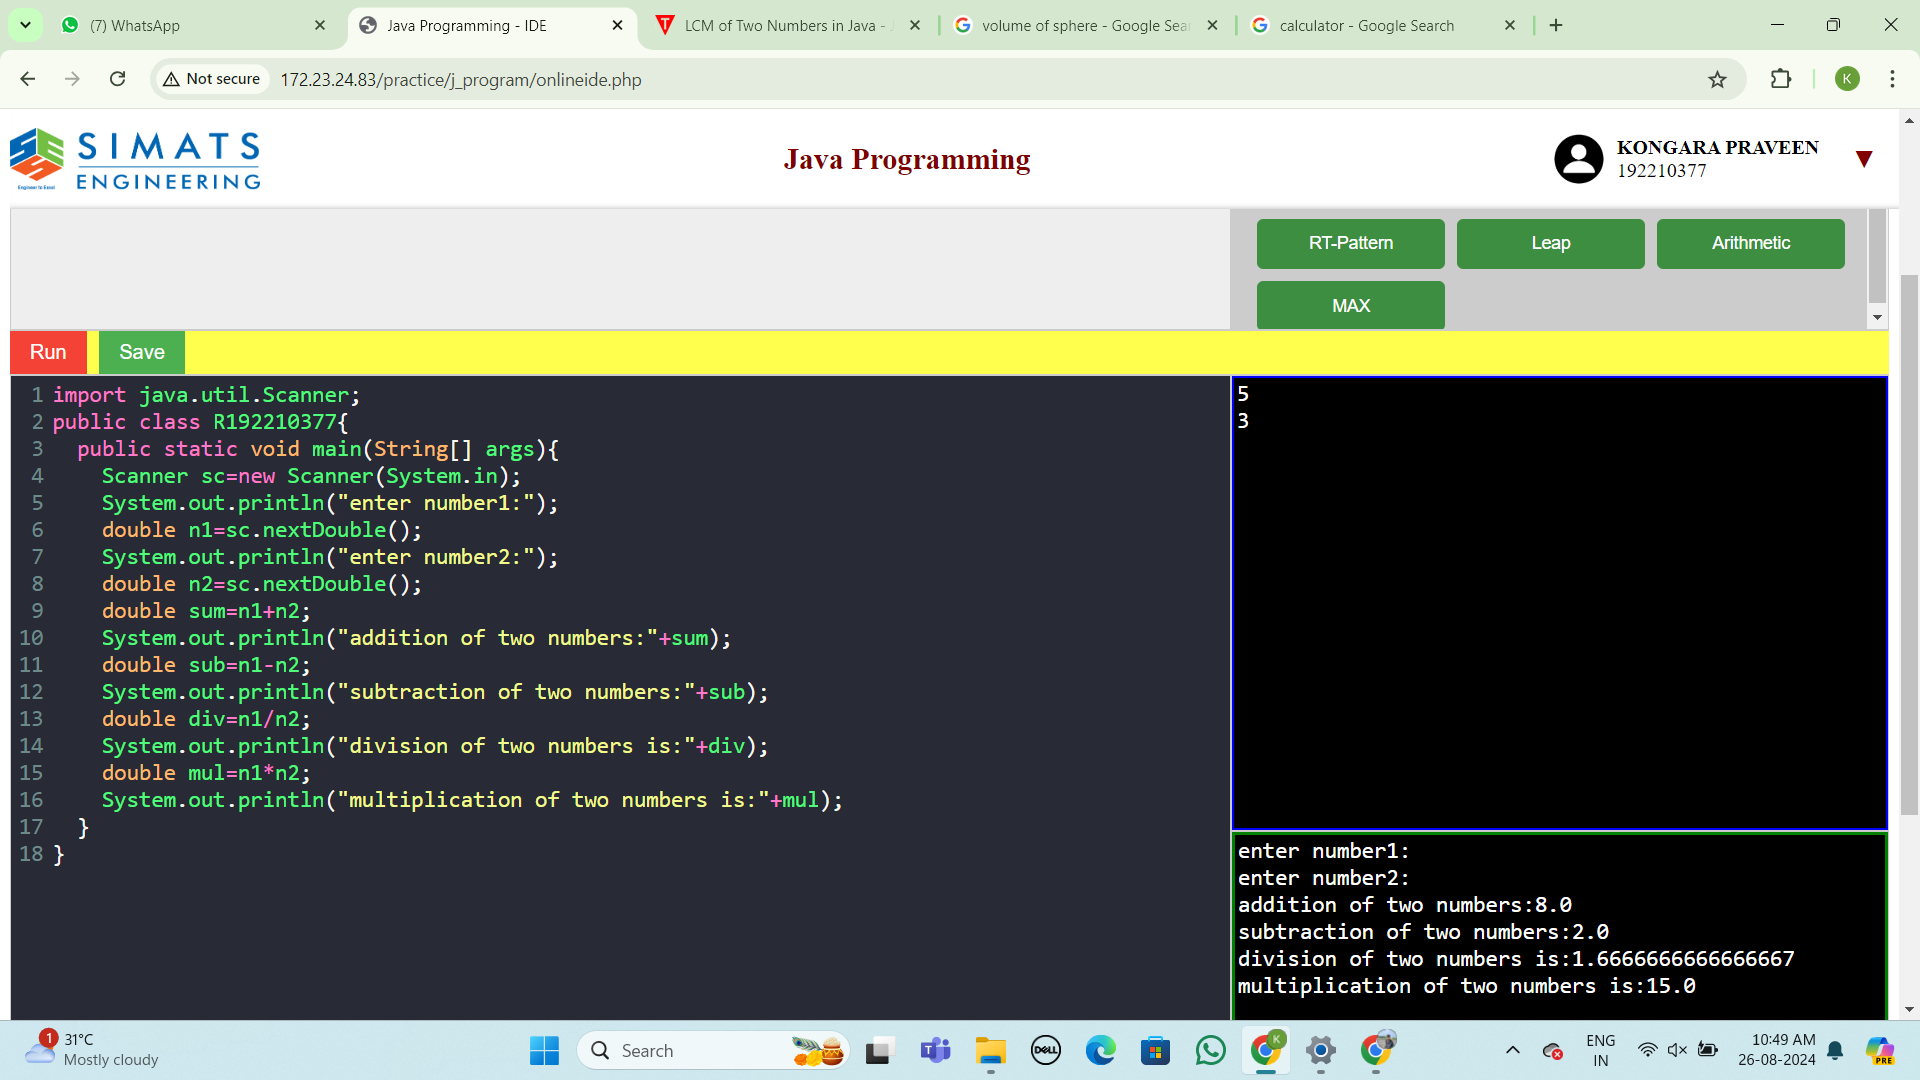 (7) WhatsApp
Java Programming - IDE
LCM of Two Numbers in Java -
volume of sphere - Google Sea
calculator - Google Search
Not secure
172.23.24.83/practice/j_program/onlineide.php
K
SIMATS
ENGINEERING
Engineer to Excel
Java Programming
KONGARA PRAVEEN
192210377
RT-Pattern
Leap
Arithmetic
MAX
Run
Save
1 import java.util.Scanner;
2 public class R192210377{
3 public static void main(String[] args){
4 Scanner sc=new Scanner(System.in);
5 System.out.println("enter number1:");
6 double n1=sc.nextDouble();
7 System.out.println("enter number2:");
8 double n2=sc.nextDouble();
9 double sum=n1+n2;
10 System.out.println("addition of two numbers:"+sum);
11 double sub=n1-n2;
12 System.out.println("subtraction of two numbers:"+sub);
13 double div=n1/n2;
14 System.out.println("division of two numbers is:"+div);
15 double mul=n1*n2;
16 System.out.println("multiplication of two numbers is:"+mul);
17 }
18 }
5
3
enter number1:
enter number2:
addition of two numbers:8.0
subtraction of two numbers:2.0
division of two numbers is:1.6666666666666667
multiplication of two numbers is:15.0
1
31°C
Mostly cloudy
Search
DELL
K
ENG
IN
10:49 AM
26-08-2024
PRE